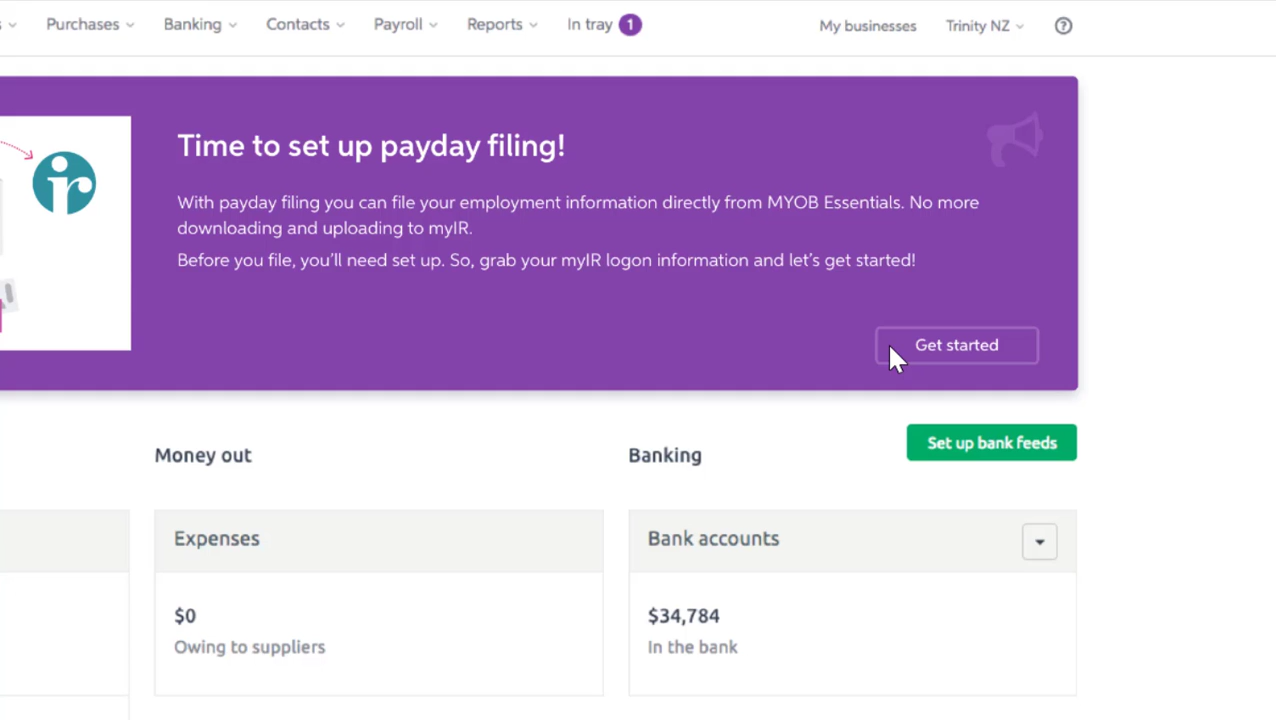 Purchases Banking Contacts Payroll Reports In tray 1 My businesses Trinity NZ ?
ir
Time to set up payday filing!
With payday filing you can file your employment information directly from MYOB Essentials. No more
downloading and uploading to myIR.
Before you file, you'll need set up. So, grab your myIR logon information and let's get started!
Get started
Money out
Banking
Set up bank feeds
Expenses
Bank accounts
$0
$34,784
Owing to suppliers
In the bank